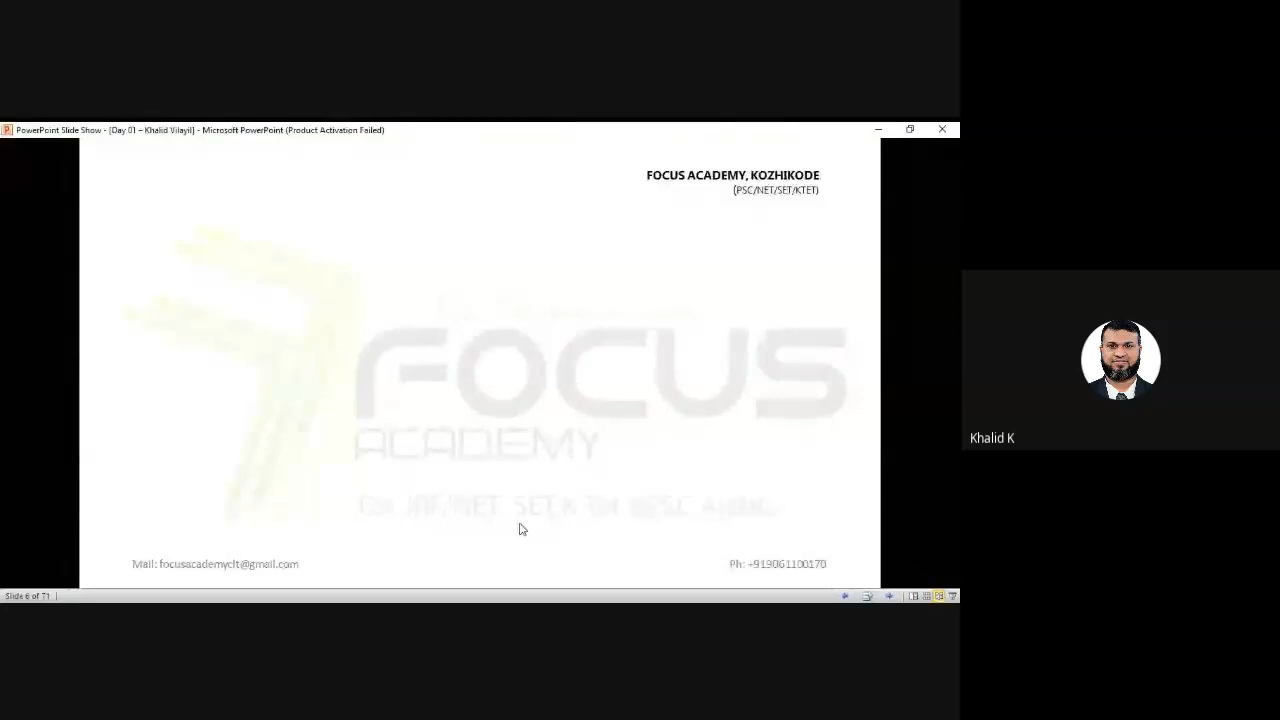 PowerPoint Slide Show - [Day 01 - Khalid Vilayil] - Microsoft PowerPoint (Product Activation Failed)
FOCUS ACADEMY, KOZHIKODE
(PSC/NET/SET/KTET)
FOCUS
ACADEMY
Mail: focusacademyclt@gmail.com
Ph: +919061100170
Slide 6 of 71
Khalid K